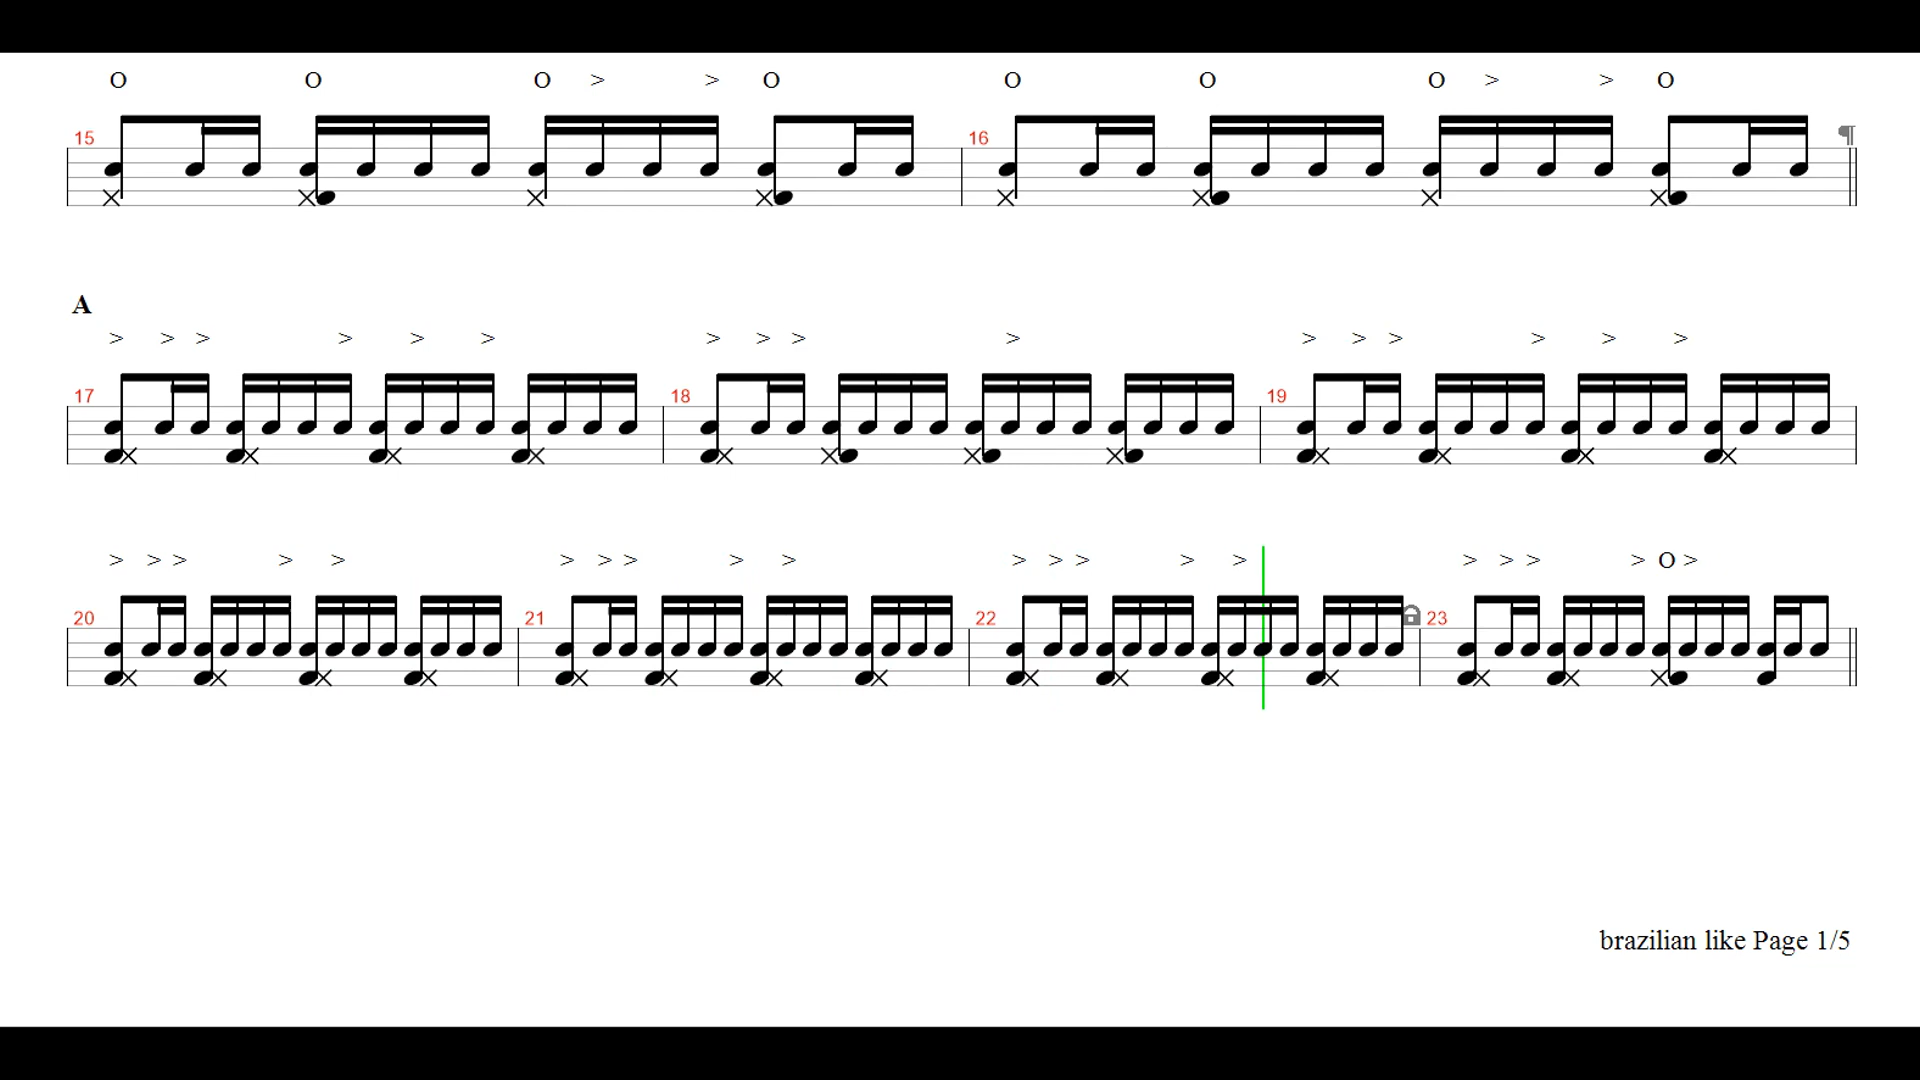 O O O > > O O O O > > O
15 16 ¶
A
> > > > > > > > > > > > > > > >
17 18 19
> > > > > > > > > > > > > > > > > > > O >
20 21 22 23
brazilian like Page 1/5